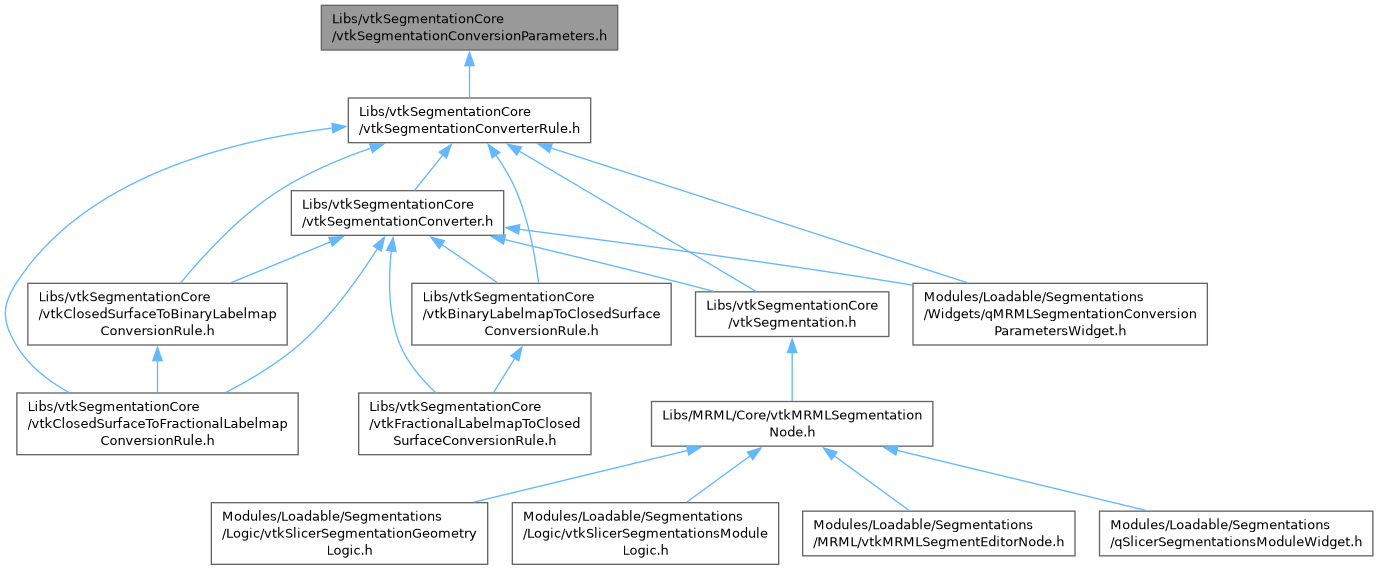 Libs/vtkSegmentationCore
/vtkSegmentationConversionParameters.h
Libs/vtkSegmentationCore
/vtkSegmentationConverterRule.h
Libs/vtkSegmentationCore
/vtkSegmentationConverter.h
Libs/vtkSegmentationCore
/vtkClosedSurfaceToBinaryLabelmap
ConversionRule.h
Libs/vtkSegmentationCore
/vtkBinaryLabelmapToClosedSurface
ConversionRule.h
Libs/vtkSegmentationCore
/vtkSegmentation.h
Modules/Loadable/Segmentations
/Widgets/qMRMLSegmentationConversion
ParametersWidget.h
Libs/vtkSegmentationCore
/vtkClosedSurfaceToFractionalLabelmap
ConversionRule.h
Libs/vtkSegmentationCore
/vtkFractionalLabelmapToClosed
SurfaceConversionRule.h
Libs/MRML/Core/vtkMRMLSegmentation
Node.h
Modules/Loadable/Segmentations
/Logic/vtkSlicerSegmentationGeometry
Logic.h
Modules/Loadable/Segmentations
/Logic/vtkSlicerSegmentationsModule
Logic.h
Modules/Loadable/Segmentations
/MRML/vtkMRMLSegmentEditorNode.h
Modules/Loadable/Segmentations
/qSlicerSegmentationsModuleWidget.h